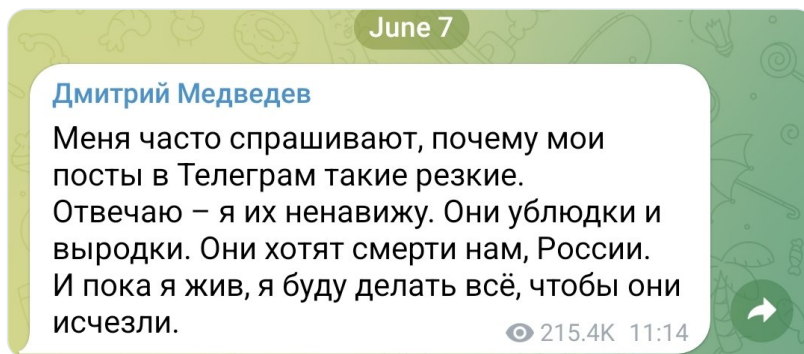 June 7
Дмитрий Медведев
Меня часто спрашивают, почему мои
посты в Телеграм такие резкие.
Отвечаю – я их ненавижу. Они ублюдки и
выродки. Они хотят смерти нам, России.
И пока я жив, я буду делать всё, чтобы они
исчезли.
215.4K 11:14